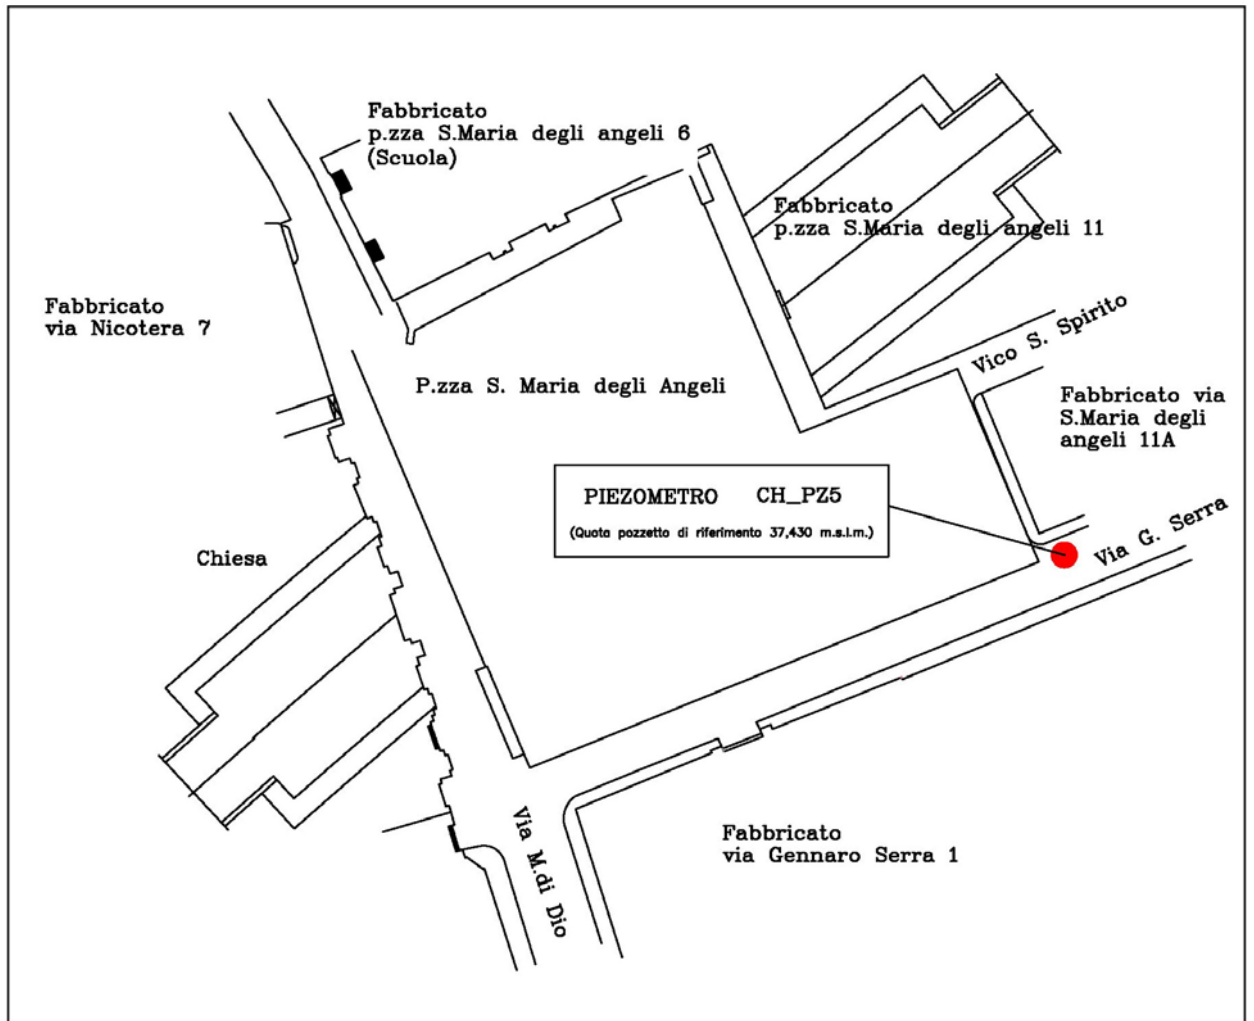 Fabbricato
p.zza S.Maria degli angeli 6
(Scuola)
Fabbricato
p.zza S.Maria degli angeli 11
Fabbricato
via Nicotera 7
Vico S. Spirito
P.zza S. Maria degli Angeli
Fabbricato via
S.Maria degli
angeli 11A
PIEZOMETRO CH_PZ5
(Quota pozzetto di riferimento 37,430 m.s.l.m.)
Via G. Serra
Chiesa
Via M.di Dio
Fabbricato
via Gennaro Serra 1